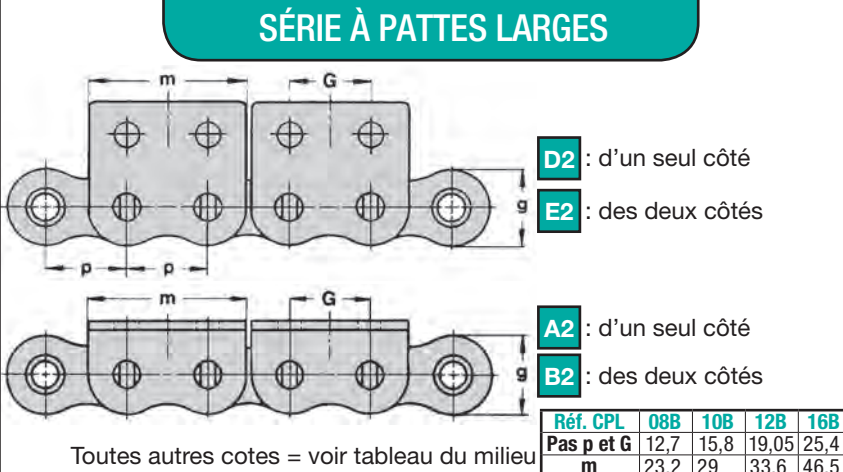 SÉRIE À PATTES LARGES
m G
D2 : d'un seul côté
g
E2 : des deux côtés
p p
m G
A2 : d'un seul côté
g
B2 : des deux côtés
Réf. CPL 08B 10B 12B 16B
Pas p et G 12,7 15,8 19,05 25,4
m 23,2 29 33,6 46,5
Toutes autres cotes = voir tableau du milieu